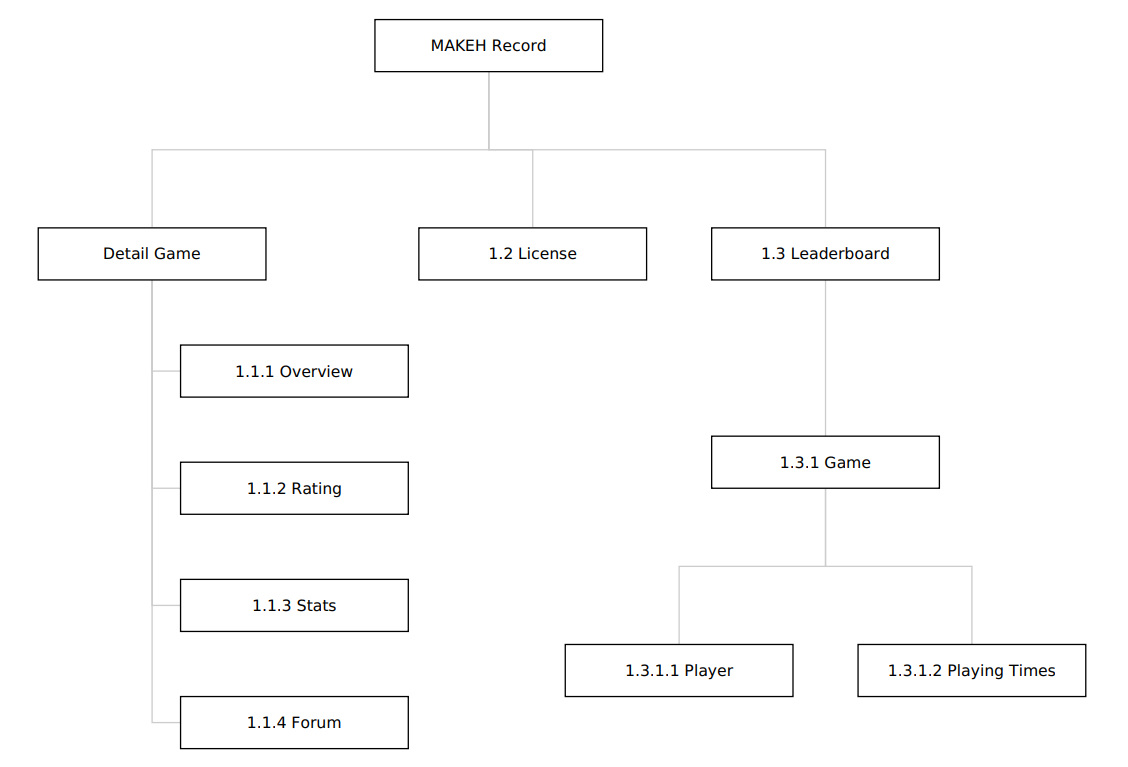 MAKEH Record
Detail Game
1.2 License
1.3 Leaderboard
1.1.1 Overview
1.1.2 Rating
1.1.3 Stats
1.1.4 Forum
1.3.1 Game
1.3.1.1 Player
1.3.1.2 Playing Times